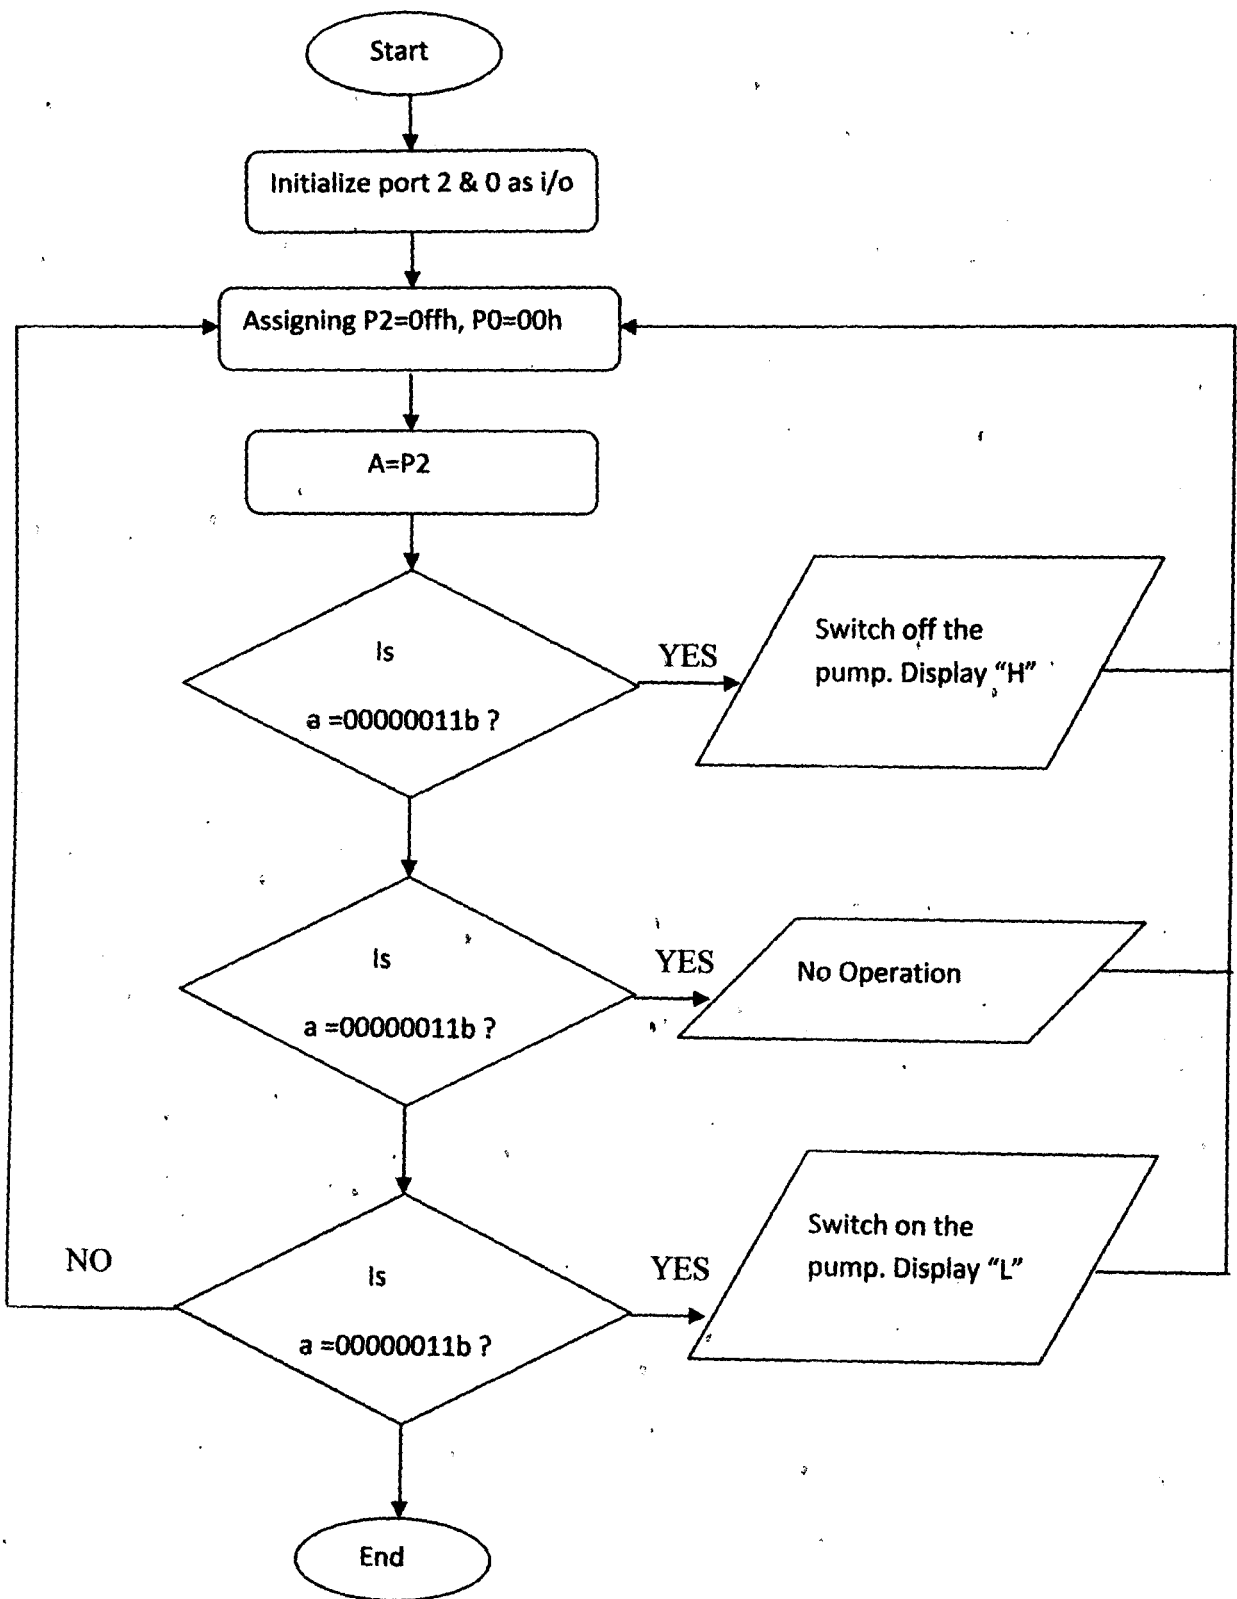 Start
Initialize port 2 & 0 as i/o
Assigning P2=0ffh, P0=00h
A=P2
Is
a =00000011b ?
YES
Switch off the
pump. Display “H”
Is
a =00000011b ?
YES
No Operation
Is
a =00000011b ?
YES
Switch on the
pump. Display “L”
NO
End